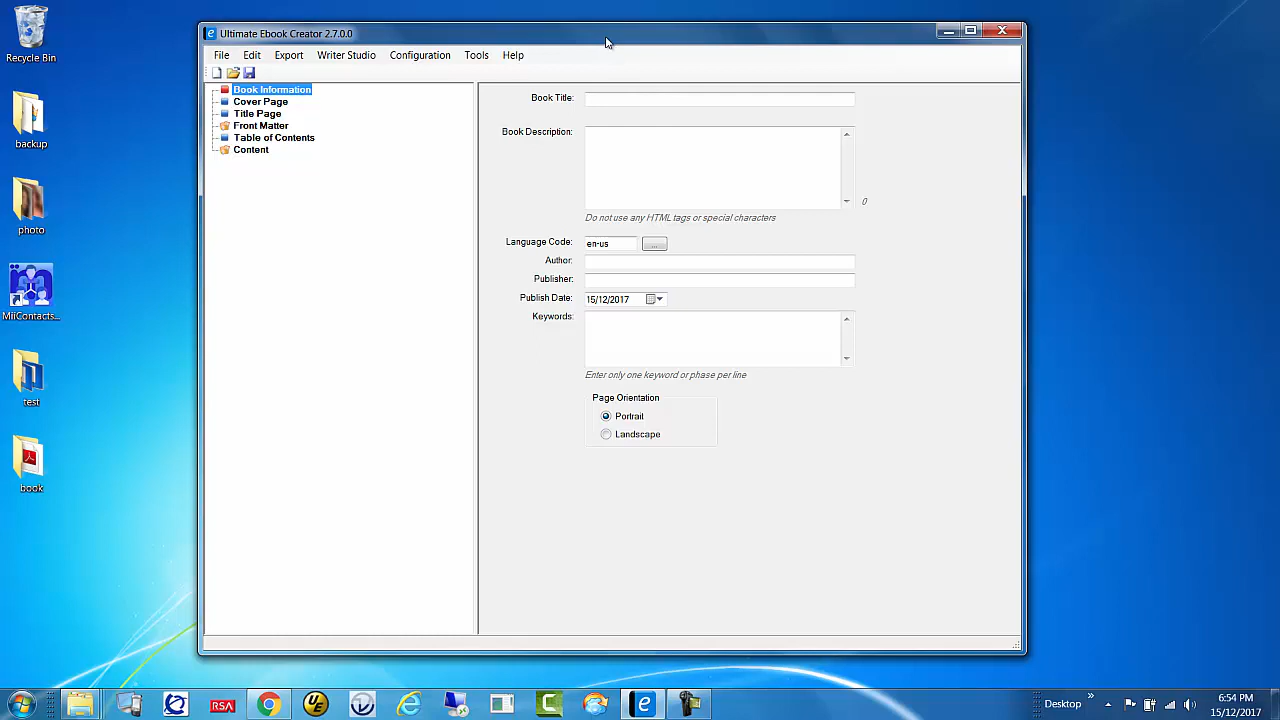 Recycle Bin
backup
photo
MiiContacts...
test
book
Ultimate Ebook Creator 2.7.0.0
File Edit Export Writer Studio Configuration Tools Help
Book Information
Cover Page
Title Page
Front Matter
Table of Contents
Content
Book Title:
Book Description:
0
Do not use any HTML tags or special characters
Language Code: en-us ...
Author:
Publisher:
Publish Date: 15/12/2017
Keywords:
Enter only one keyword or phase per line
Page Orientation
Portrait
Landscape
RSA
UE
Desktop
»
6:54 PM
15/12/2017